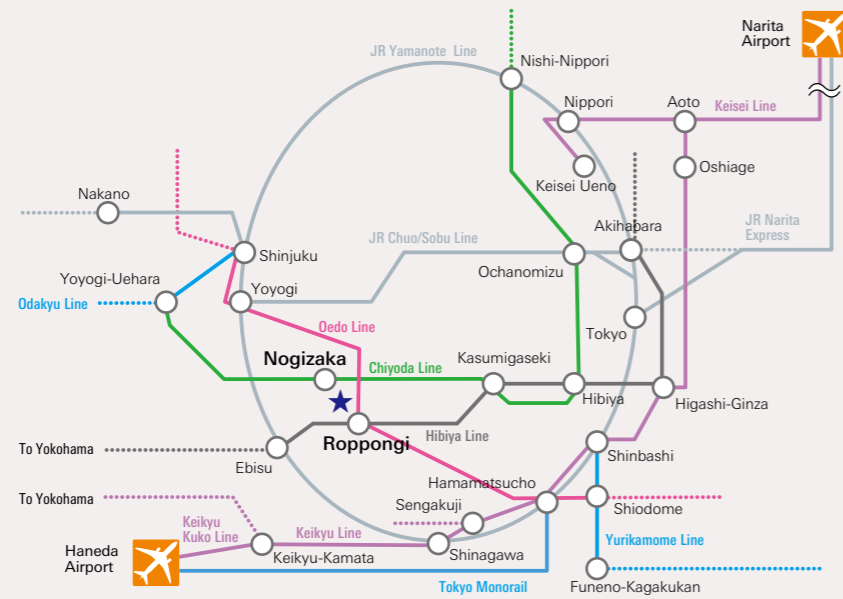 Narita
Airport
JR Yamanote Line
Nishi-Nippori
Nippori
Aoto
Keisei Line
Oshiage
Keisei Ueno
Nakano
Akihabara
JR Narita
Express
JR Chuo/Sobu Line
Shinjuku
Ochanomizu
Yoyogi-Uehara
Yoyogi
Odakyu Line
Oedo Line
Tokyo
Nogizaka
Chiyoda Line
Kasumigaseki
Hibiya
Higashi-Ginza
Roppongi
Hibiya Line
To Yokohama
Ebisu
Shinbashi
Hamamatsucho
To Yokohama
Sengakuji
Shiodome
Keikyu
Kuko Line
Keikyu Line
Yurikamome Line
Haneda
Airport
Keikyu-Kamata
Shinagawa
Tokyo Monorail
Funeno-Kagakukan